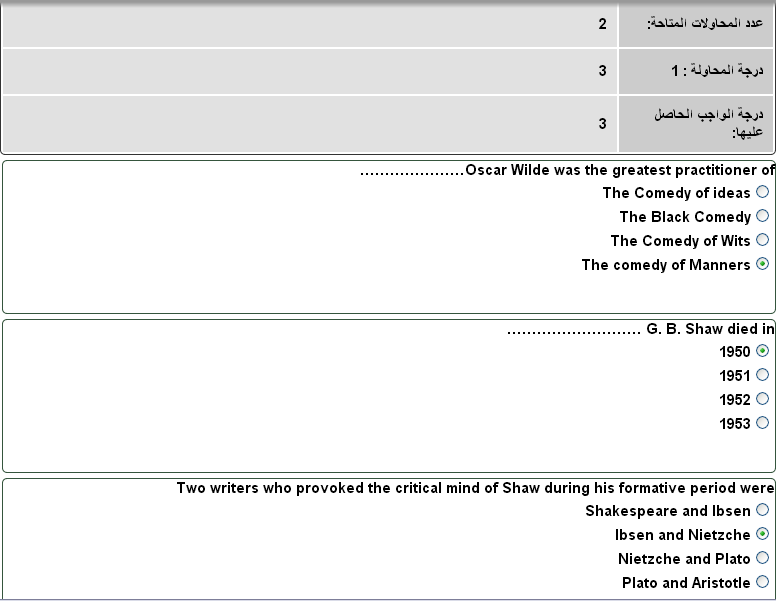 عدد المحاولات المتاحة: 2
درجة المحاولة : 1 3
درجة الواجب الحاصل
عليها: 3
Oscar Wilde was the greatest practitioner of.....................
The Comedy of ideas
The Black Comedy
The Comedy of Wits
The comedy of Manners
G. B. Shaw died in ...........................
1950
1951
1952
1953
Two writers who provoked the critical mind of Shaw during his formative period were
Shakespeare and Ibsen
Ibsen and Nietzche
Nietzche and Plato
Plato and Aristotle